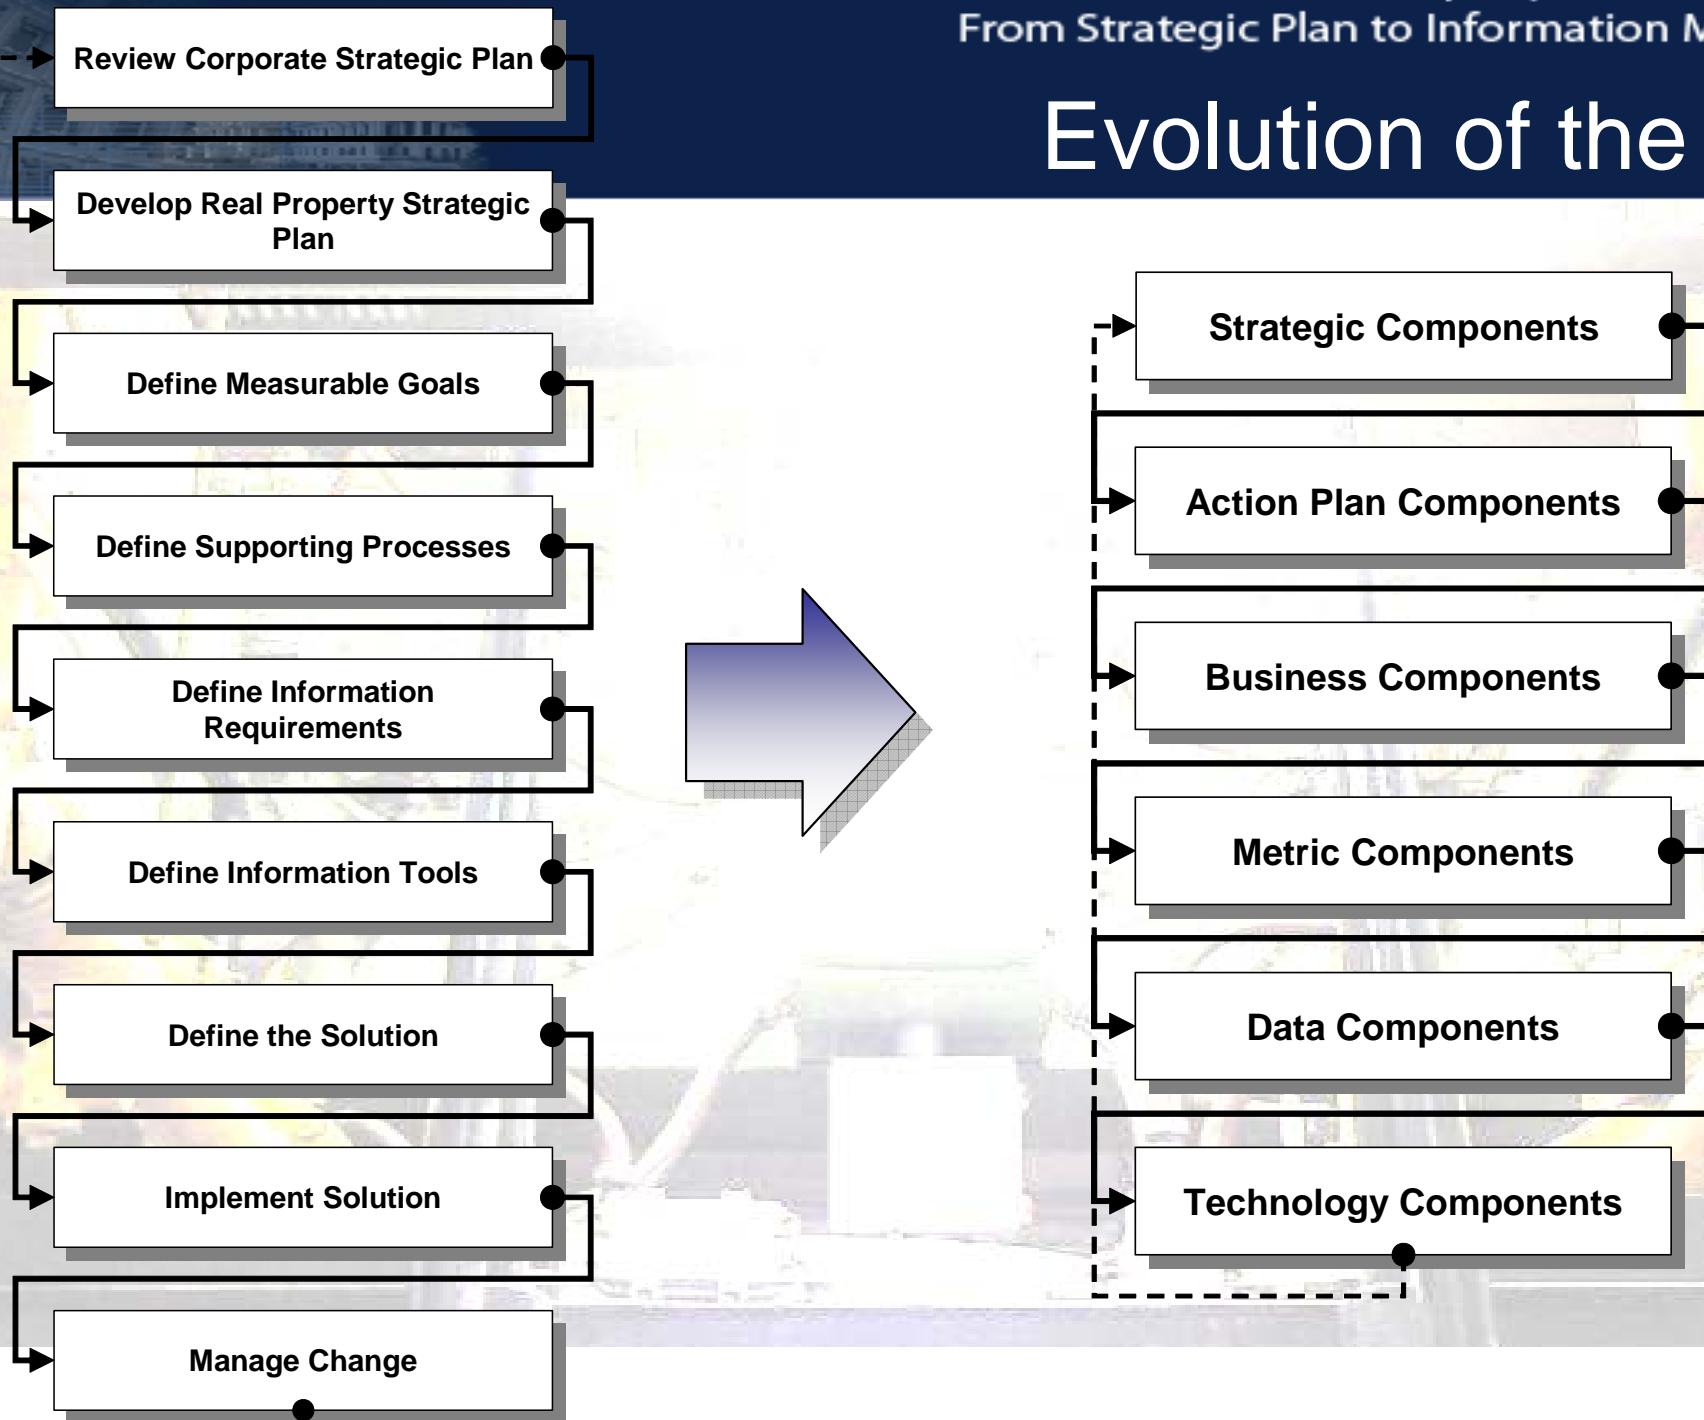 From Strategic Plan to Information
Evolution of the
Review Corporate Strategic Plan
Develop Real Property Strategic
Plan
Define Measurable Goals
Define Supporting Processes
Define Information
Requirements
Define Information Tools
Define the Solution
Implement Solution
Manage Change
Strategic Components
Action Plan Components
Business Components
Metric Components
Data Components
Technology Components